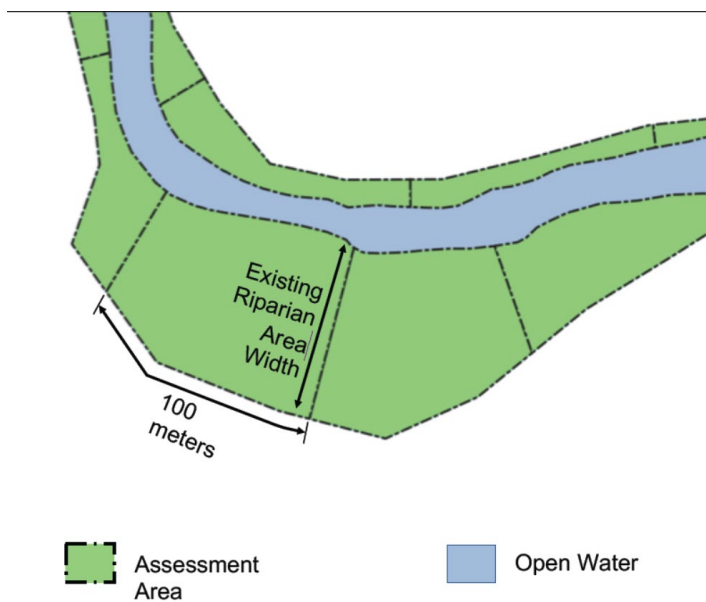 Existing
Riparian
Area
Width
100
meters
Assessment
Area
Open Water